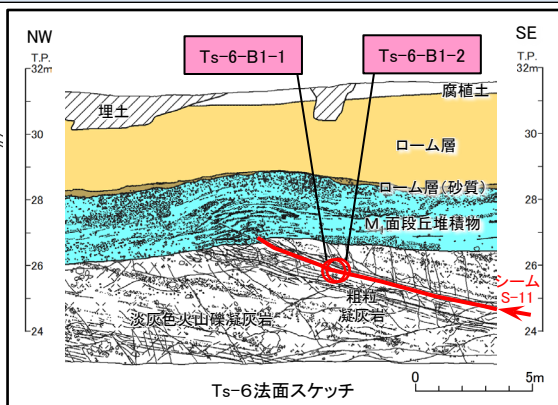 NW
SE
T.P.
T.P.
Ts-6-B1-1
Ts-6-B1-2
32m
32m
腐植土
埋土
30
30
ローム層
ローム層(砂質)
28
28
M₁面段丘堆積物
26
26
シーム
S-11
粗粒
凝灰岩
淡灰色火山礫凝灰岩
24
24
Ts-6法面スケッチ
0
5m